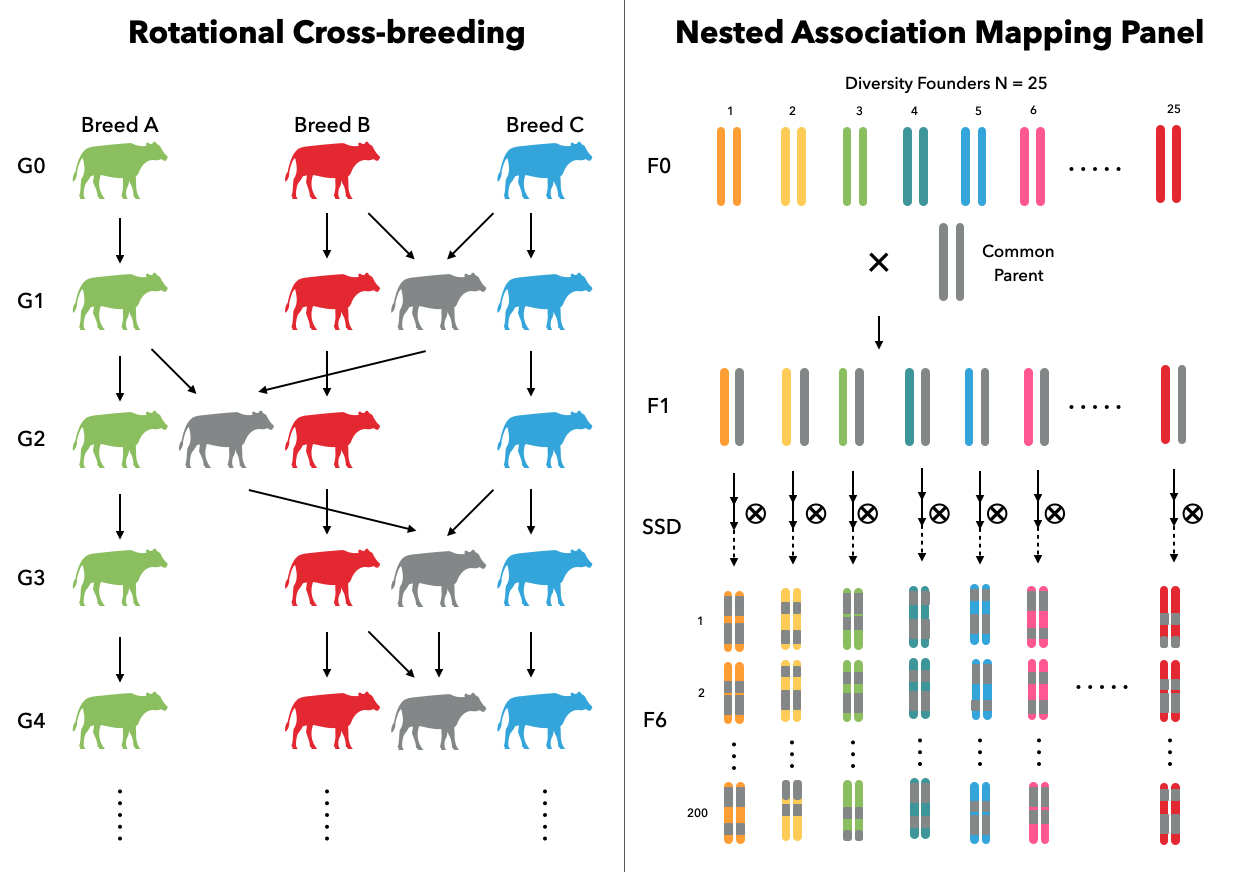 Rotational Cross-breeding
Breed A Breed B Breed C
G0
G1
G2
G3
G4
Nested Association Mapping Panel
Diversity Founders N = 25
1 2 3 4 5 6 25
F0
Common
Parent
F1
SSD
1
2
F6
200